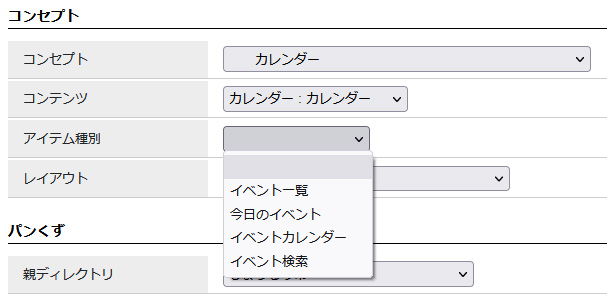 コンセプト
コンセプト カレンダー
コンテンツ カレンダー : カレンダー
アイテム種別
レイアウト
イベント一覧
今日のイベント
イベントカレンダー
イベント検索
パンくず
親ディレクトリ